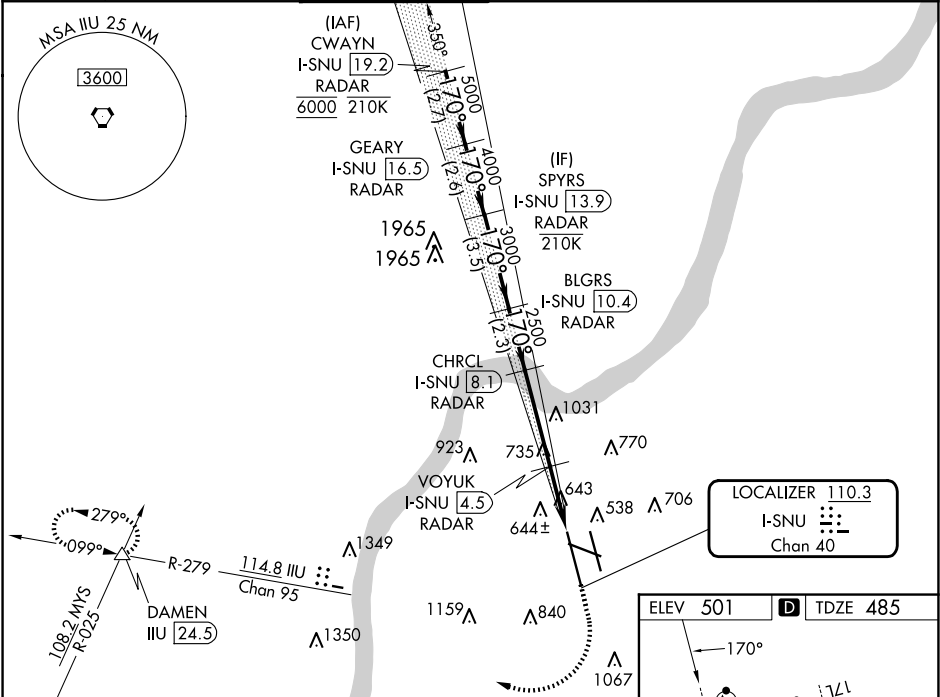 MSA IIU 25 NM
3600
(IAF)
CWAYN
I-SNU 19.2
RADAR
6000 210K
350°
170°
5000
(2.7)
GEARY
I-SNU 16.5
RADAR
170°
4000
(2.6)
(IF)
SPYRS
I-SNU 13.9
RADAR
210K
1965
1965
170°
3000
(3.5)
BLGRS
I-SNU 10.4
RADAR
170°
2500
(2.3)
CHRCL
I-SNU 8.1
RADAR
1031
923
735
770
VOYUK
I-SNU 4.5
RADAR
643
644±
538
706
LOCALIZER 110.3
I-SNU
Chan 40
279°
099°
R-279
114.8 IIU
Chan 95
1349
DAMEN
IIU 24.5
108.2 MYS
R-025
1350
1159
840
1067
ELEV 501
D
TDZE 485
170°
17L